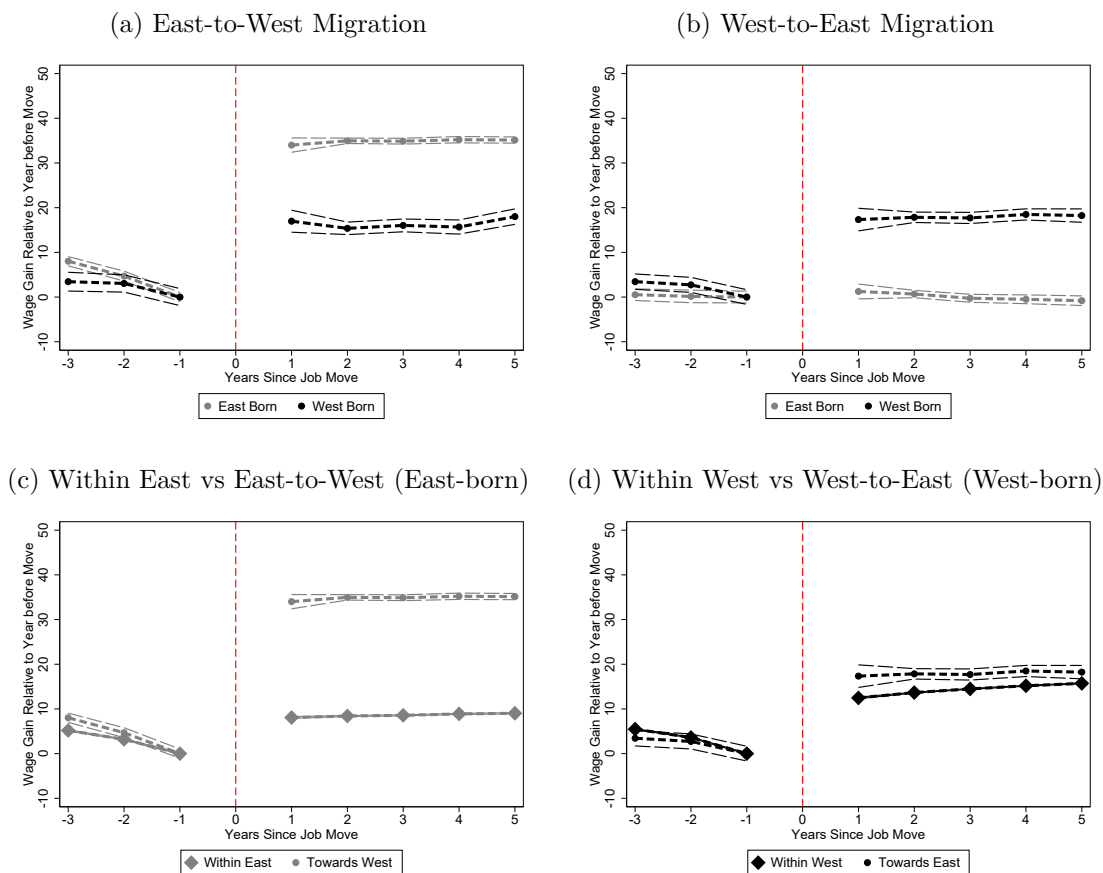 (a) East-to-West Migration
Wage Gain Relative to Year before Move
50
40
30
20
10
0
-10
-3 -2 -1 0 1 2 3 4 5
Years Since Job Move
East Born West Born
(b) West-to-East Migration
Wage Gain Relative to Year before Move
50
40
30
20
10
0
-10
-3 -2 -1 0 1 2 3 4 5
Years Since Job Move
East Born West Born
(c) Within East vs East-to-West (East-born)
Wage Gain Relative to Year before Move
50
40
30
20
10
0
-10
-3 -2 -1 0 1 2 3 4 5
Years Since Job Move
Within East Towards West
(d) Within West vs West-to-East (West-born)
Wage Gain Relative to Year before Move
50
40
30
20
10
0
-10
-3 -2 -1 0 1 2 3 4 5
Years Since Job Move
Within West Towards East